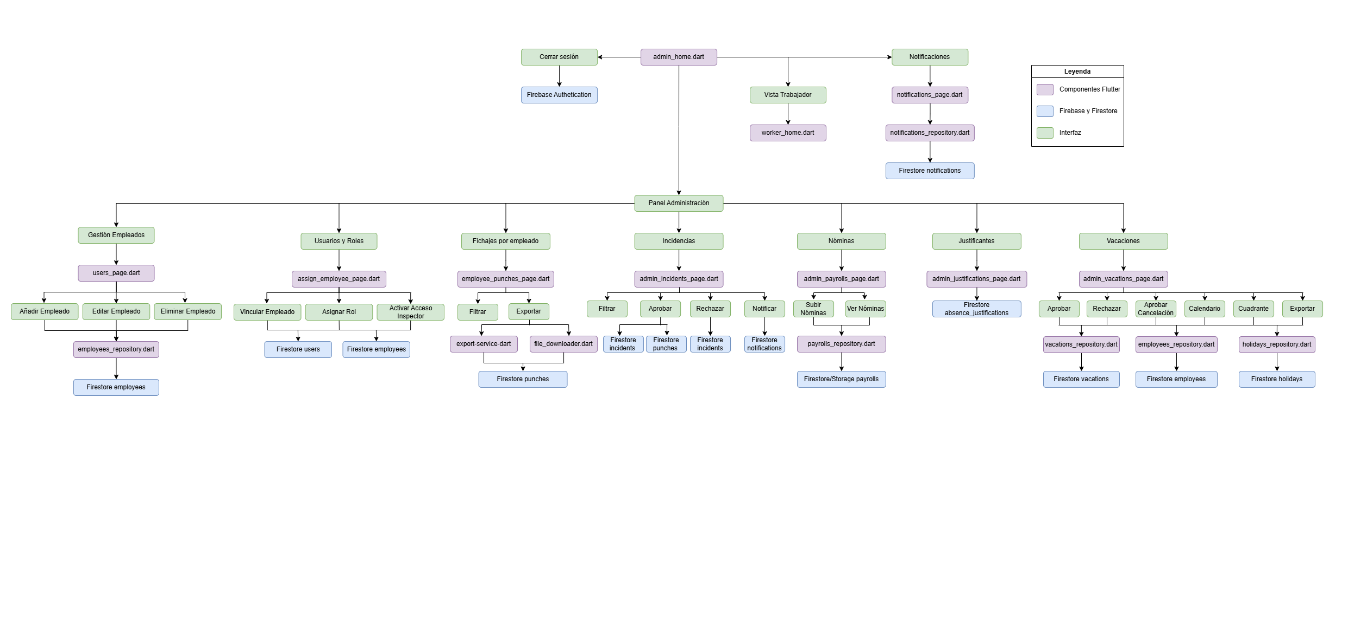 Cerrar sesión
admin_home.dart
Notificaciones
Leyenda
Componentes Flutter
Firebase y Firestore
Interfaz
Firebase Authetication
Vista Trabajador
notifications_page.dart
worker_home.dart
notifications_repository.dart
Firestore notifications
Panel Administración
Gestión Empleados
Usuarios y Roles
Fichajes por empleado
Incidencias
Nóminas
Justificantes
Vacaciones
users_page.dart
assign_employee_page.dart
employee_punches_page.dart
admin_incidents_page.dart
admin_payrolls_page.dart
admin_justifications_page.dart
admin_vacations_page.dart
Añadir Empleado
Editar Empleado
Eliminar Empleado
Vincular Empleado
Asignar Rol
Activar Acceso
Inspector
Filtrar
Exportar
Filtrar
Aprobar
Rechazar
Notificar
Subir
Nóminas
Ver Nóminas
Firestore
absence_justifications
Aprobar
Rechazar
Aprobar
Cancelación
Calendario
Cuadrante
Exportar
employees_repository.dart
Firestore users
Firestore employees
export-service-dart
file_downloader.dart
Firestore
incidents
Firestore
punches
Firestore
incidents
Firestore
notifications
payrolls_repository.dart
vacations_repository.dart
employees_repository.dart
holidays_repository.dart
Firestore employees
Firestore punches
Firestore/Storage payrolls
Firestore vacations
Firestore employees
Firestore holidays